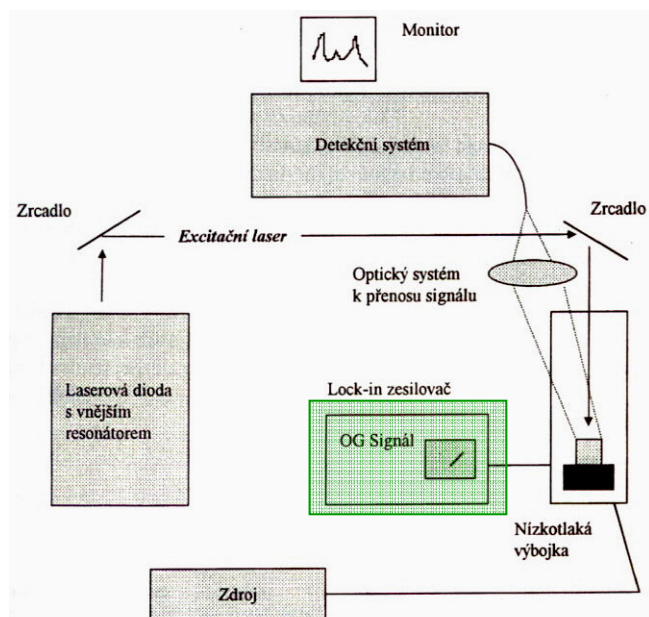 Monitor
Detekční systém
Zrcadlo
Zrcadlo
Excitační laser
Optický systém
k přenosu signálu
Laserová dioda
s vnějším
resonátorem
Lock-in zesilovač
OG Signál
Nízkotlaká
výbojka
Zdroj